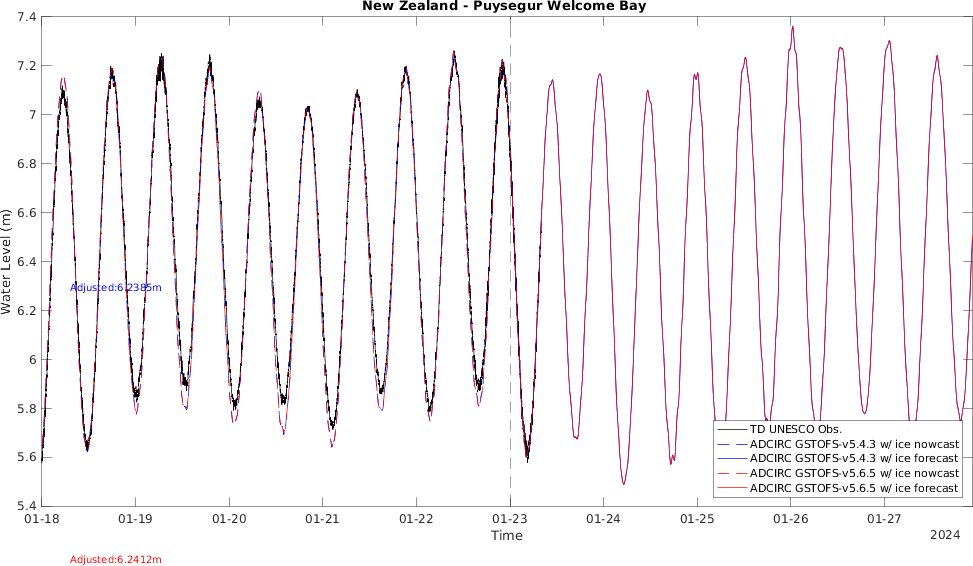 New Zealand - Puysegur Welcome Bay
7.4
7.2
7
6.8
6.6
6.4
6.2
6
5.8
5.6
5.4
Water Level (m)
Adjusted:6.2385m
TD UNESCO Obs.
ADCIRC GSTOFS-v5.4.3 w/ ice nowcast
ADCIRC GSTOFS-v5.4.3 w/ ice forecast
ADCIRC GSTOFS-v5.6.5 w/ ice nowcast
ADCIRC GSTOFS-v5.6.5 w/ ice forecast
01-18 01-19 01-20 01-21 01-22 01-23 01-24 01-25 01-26 01-27
Time
2024
Adjusted:6.2412m